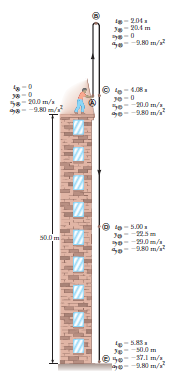 Ⓑ
tⒷ = 2.04 s
yⒷ = 20.4 m
vyⒷ = 0
ayⒷ = −9.80 m/s²
tⒶ = 0
yⒶ = 0
vyⒶ = 20.0 m/s
ayⒶ = −9.80 m/s²
Ⓐ
Ⓒ
tⒸ = 4.08 s
yⒸ = 0
vyⒸ = −20.0 m/s
ayⒸ = −9.80 m/s²
50.0 m
Ⓓ
tⒹ = 5.00 s
yⒹ = −22.5 m
vyⒹ = −29.0 m/s
ayⒹ = −9.80 m/s²
Ⓔ
tⒺ = 5.83 s
yⒺ = −50.0 m
vyⒺ = −37.1 m/s
ayⒺ = −9.80 m/s²